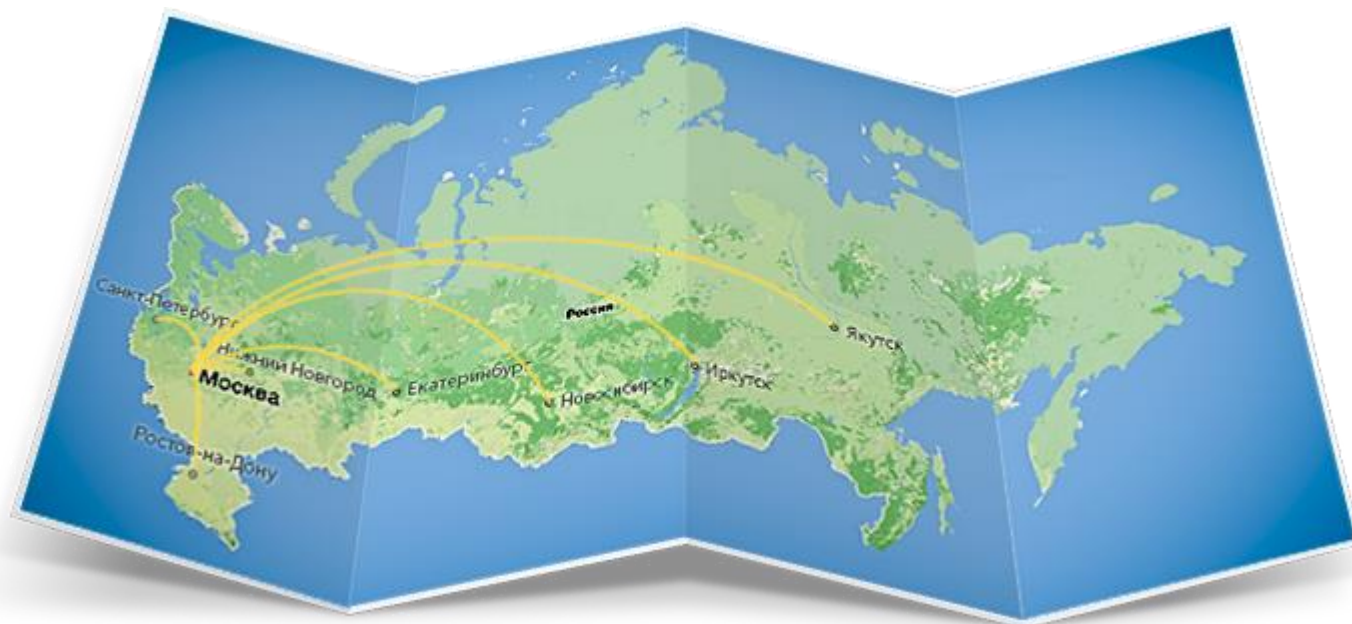 Санкт-Петербург
Россия
Якутск
Нижний Новгород
Москва
Екатеринбург
Новосибирск
Иркутск
Ростов-на-Дону